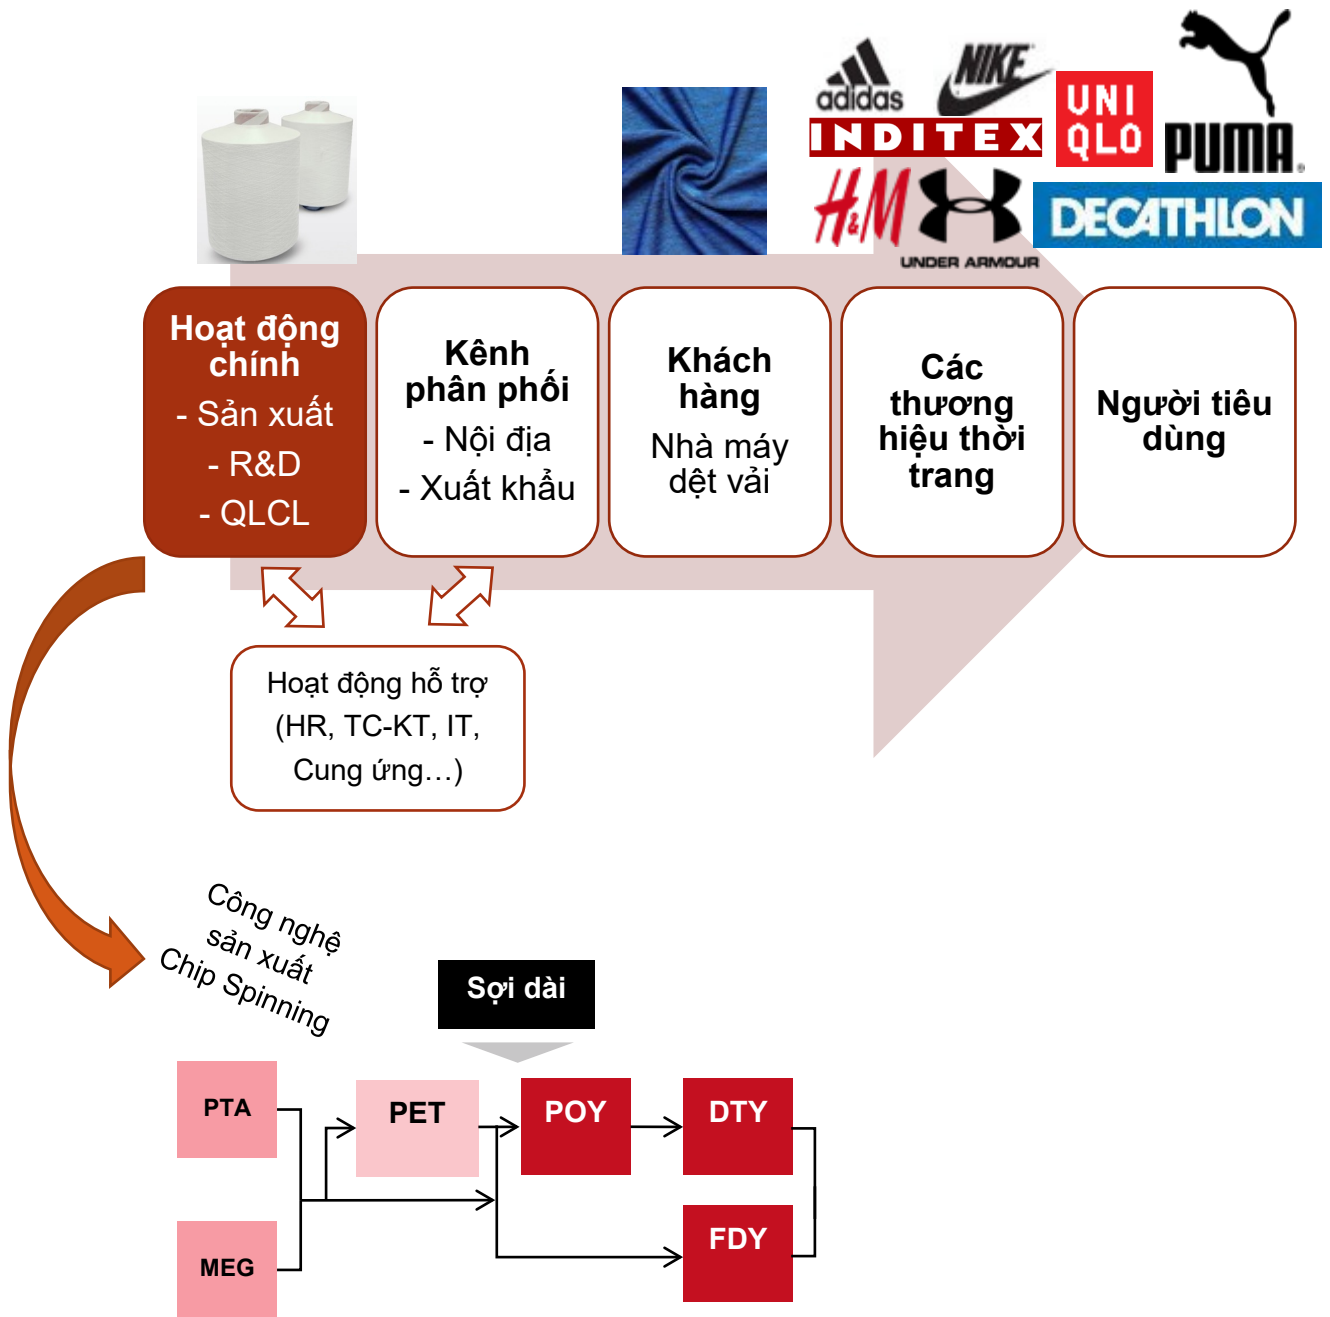 adidas
NIKE
UNI
QLO
PUMA
INDITEX
H&M
DECATHLON
UNDER ARMOUR
Hoạt động
chính
- Sản xuất
- R&D
- QLCL
Kênh
phân phối
- Nội địa
- Xuất khẩu
Khách
hàng
Nhà máy
dệt vải
Các
thương
hiệu thời
trang
Người tiêu
dùng
Hoạt động hỗ trợ
(HR, TC-KT, IT,
Cung ứng…)
Công nghệ
sản xuất
Chip Spinning
Sợi dài
PTA
PET
POY
DTY
MEG
FDY